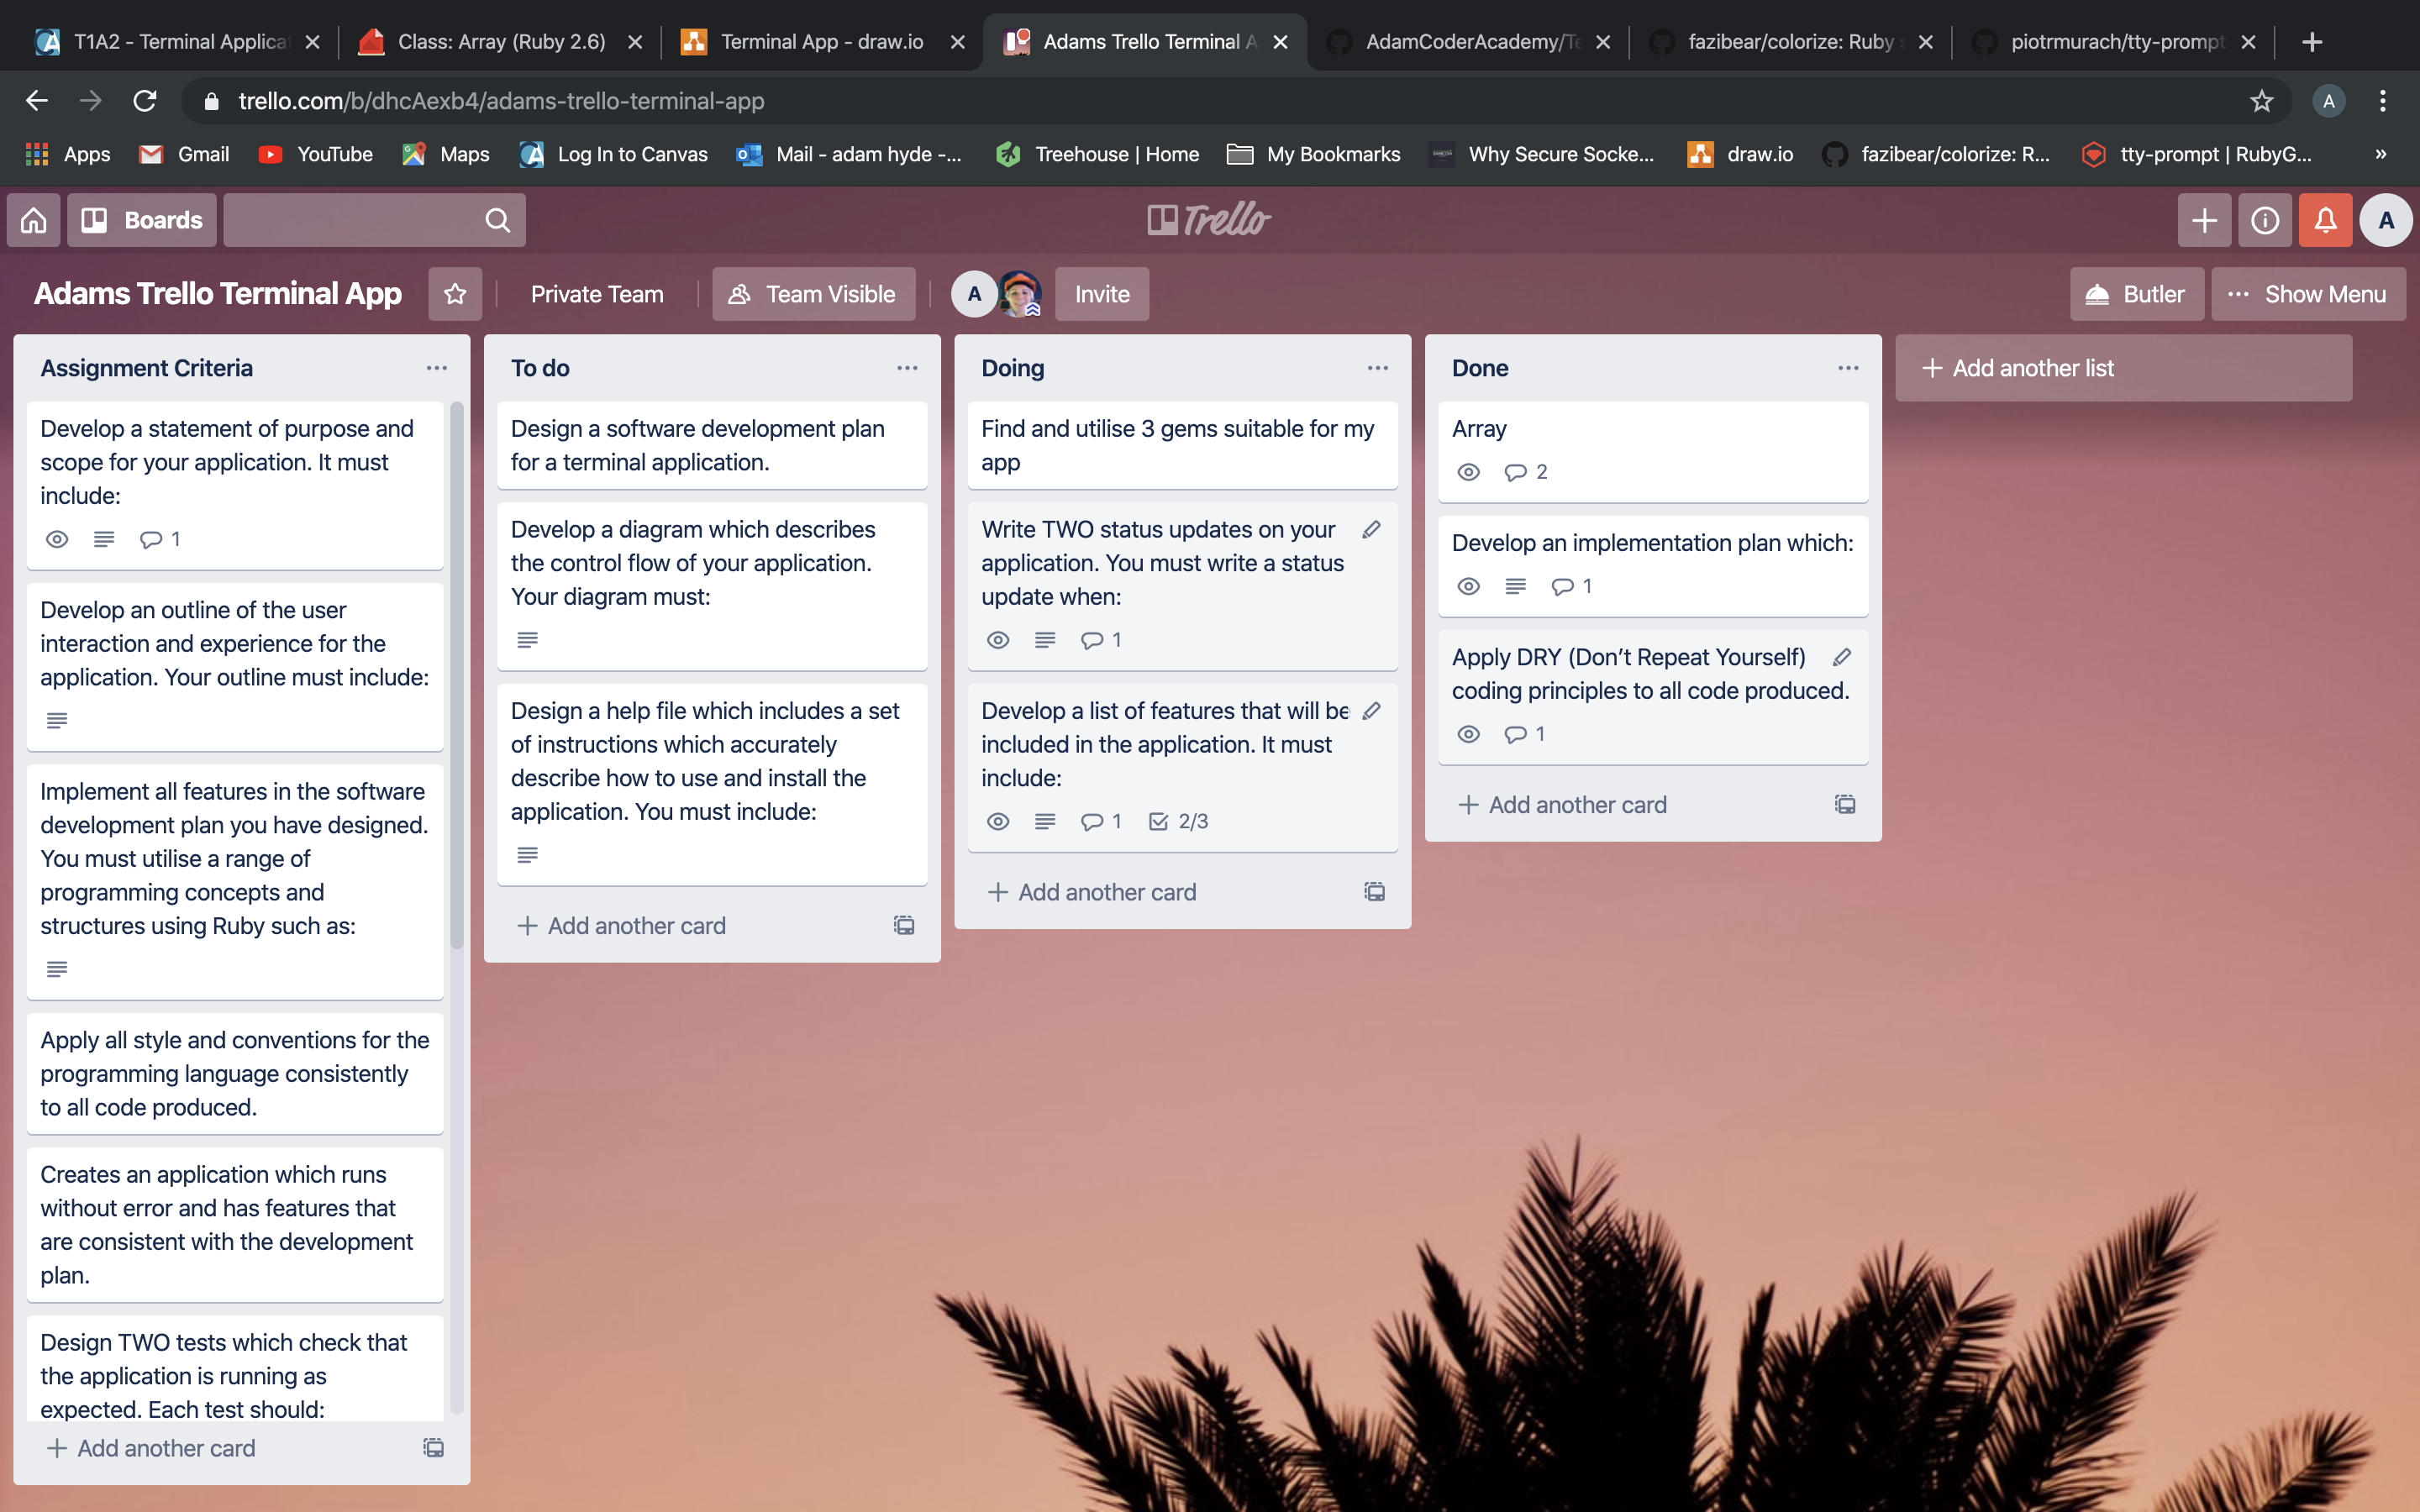 T1A2 - Terminal Applica
Class: Array (Ruby 2.6)
Terminal App - draw.io
Adams Trello Terminal A
AdamCoderAcademy/Te
fazibear/colorize: Ruby s
piotrmurach/tty-prompt
trello.com/b/dhcAexb4/adams-trello-terminal-app
A
Apps
Gmail
YouTube
Maps
Log In to Canvas
Mail - adam hyde -...
Treehouse | Home
My Bookmarks
Why Secure Socke...
draw.io
fazibear/colorize: R...
tty-prompt | RubyG...
»
Boards
Trello
A
Adams Trello Terminal App
Private Team
Team Visible
A
Invite
Butler
Show Menu
Assignment Criteria
Develop a statement of purpose and
scope for your application. It must
include:
1
Develop an outline of the user
interaction and experience for the
application. Your outline must include:
Implement all features in the software
development plan you have designed.
You must utilise a range of
programming concepts and
structures using Ruby such as:
Apply all style and conventions for the
programming language consistently
to all code produced.
Creates an application which runs
without error and has features that
are consistent with the development
plan.
Design TWO tests which check that
the application is running as
expected. Each test should:
Add another card
To do
Design a software development plan
for a terminal application.
Develop a diagram which describes
the control flow of your application.
Your diagram must:
Design a help file which includes a set
of instructions which accurately
describe how to use and install the
application. You must include:
Add another card
Doing
Find and utilise 3 gems suitable for my
app
Write TWO status updates on your
application. You must write a status
update when:
1
Develop a list of features that will be
included in the application. It must
include:
1
2/3
Add another card
Done
Array
2
Develop an implementation plan which:
1
Apply DRY (Don’t Repeat Yourself)
coding principles to all code produced.
1
Add another card
Add another list